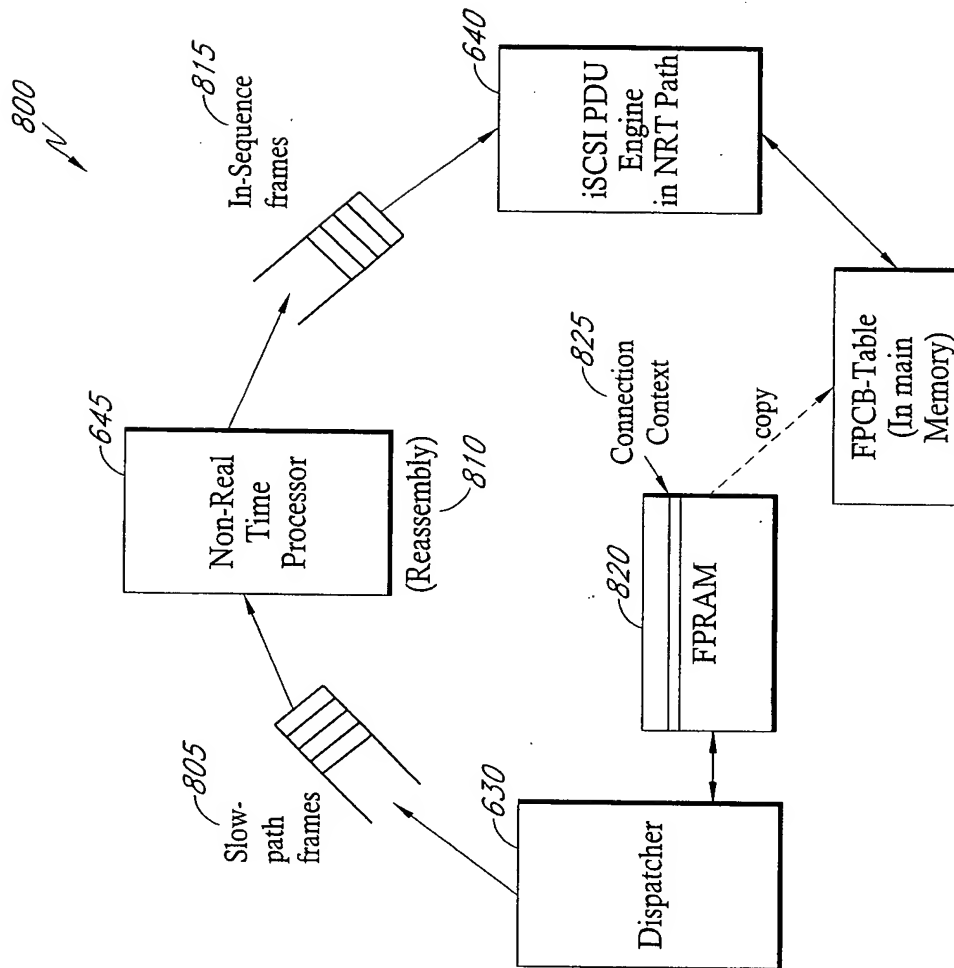 800
805
Slow-
path
frames
645
Non-Real
Time
Processor
(Reassembly)
810
815
In-Sequence
frames
630
Dispatcher
820
FPRAM
825
Connection
Context
copy
640
iSCSI PDU
Engine
in NRT Path
FPCB-Table
(In main
Memory)